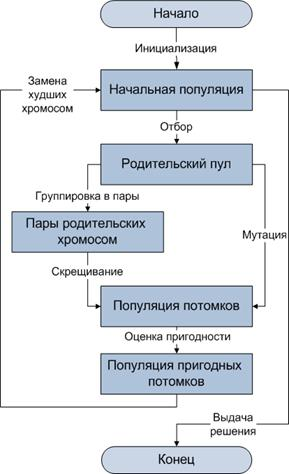 Начало
Инициализация
Замена
худших
хромосом
Начальная популяция
Отбор
Родительский пул
Группировка в пары
Пары родительских
хромосом
Мутация
Скрещивание
Популяция потомков
Оценка пригодности
Популяция пригодных
потомков
Выдача
решения
Конец